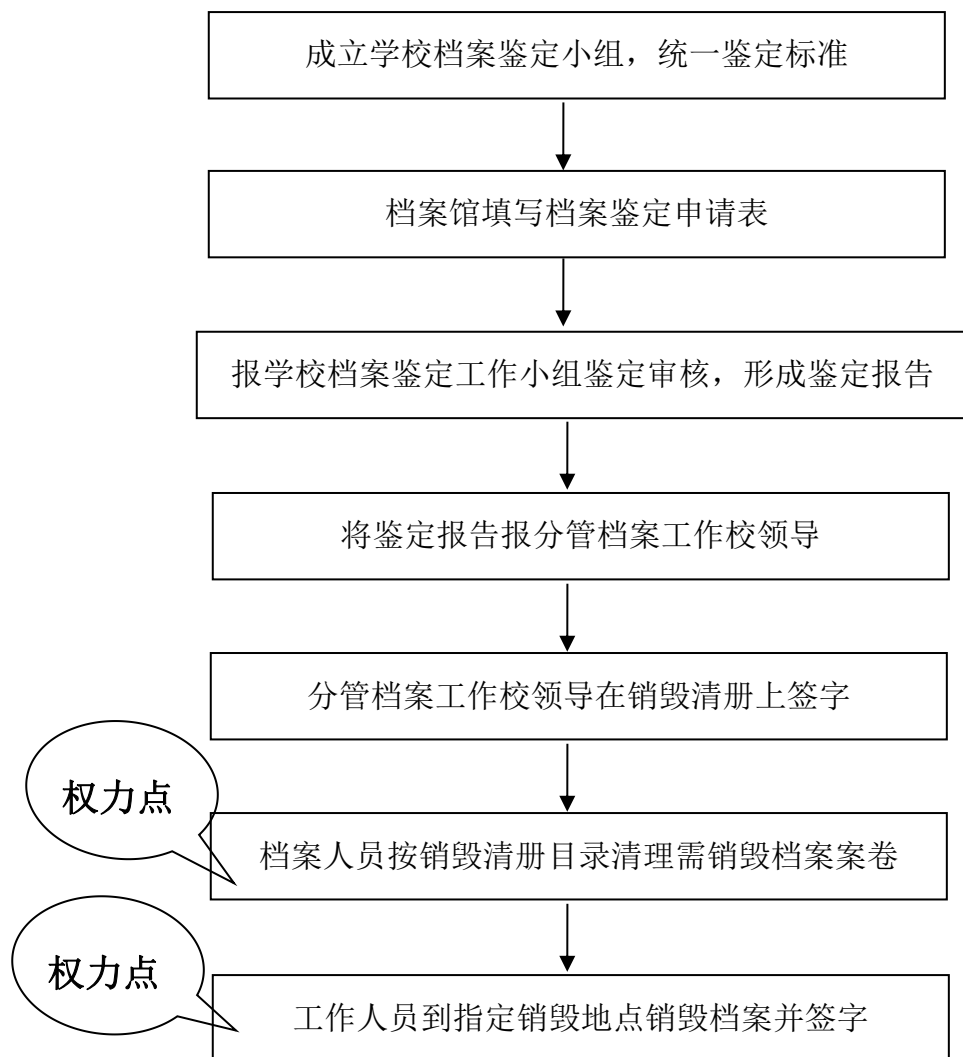 成立学校档案鉴定小组，统一鉴定标准
档案馆填写档案鉴定申请表
报学校档案鉴定工作小组鉴定审核，形成鉴定报告
将鉴定报告报分管档案工作校领导
分管档案工作校领导在销毁清册上签字
权力点
档案人员按销毁清册目录清理需销毁档案案卷
权力点
工作人员到指定销毁地点销毁档案并签字